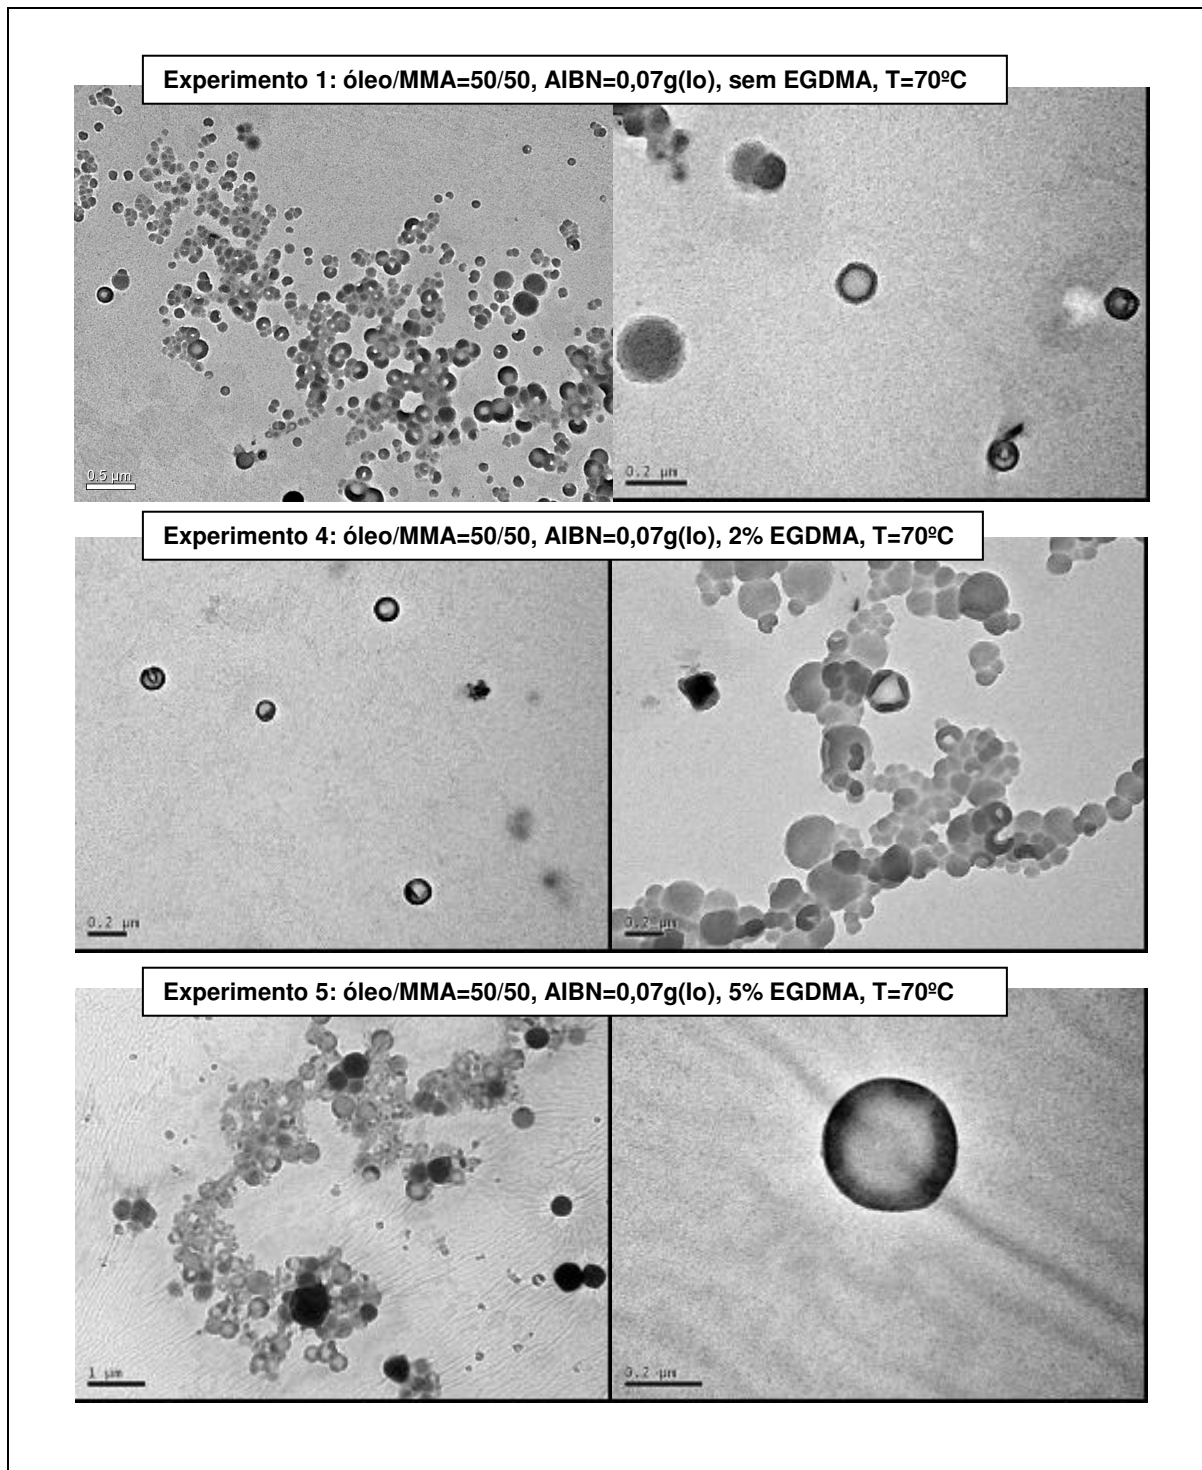 Experimento 1: óleo/MMA=50/50, AIBN=0,07g(Io), sem EGDMA, T=70ºC
0.5 µm
0.2 µm
Experimento 4: óleo/MMA=50/50, AIBN=0,07g(Io), 2% EGDMA, T=70ºC
0.2 µm
0.2 µm
Experimento 5: óleo/MMA=50/50, AIBN=0,07g(Io), 5% EGDMA, T=70ºC
1 µm
0.2 µm